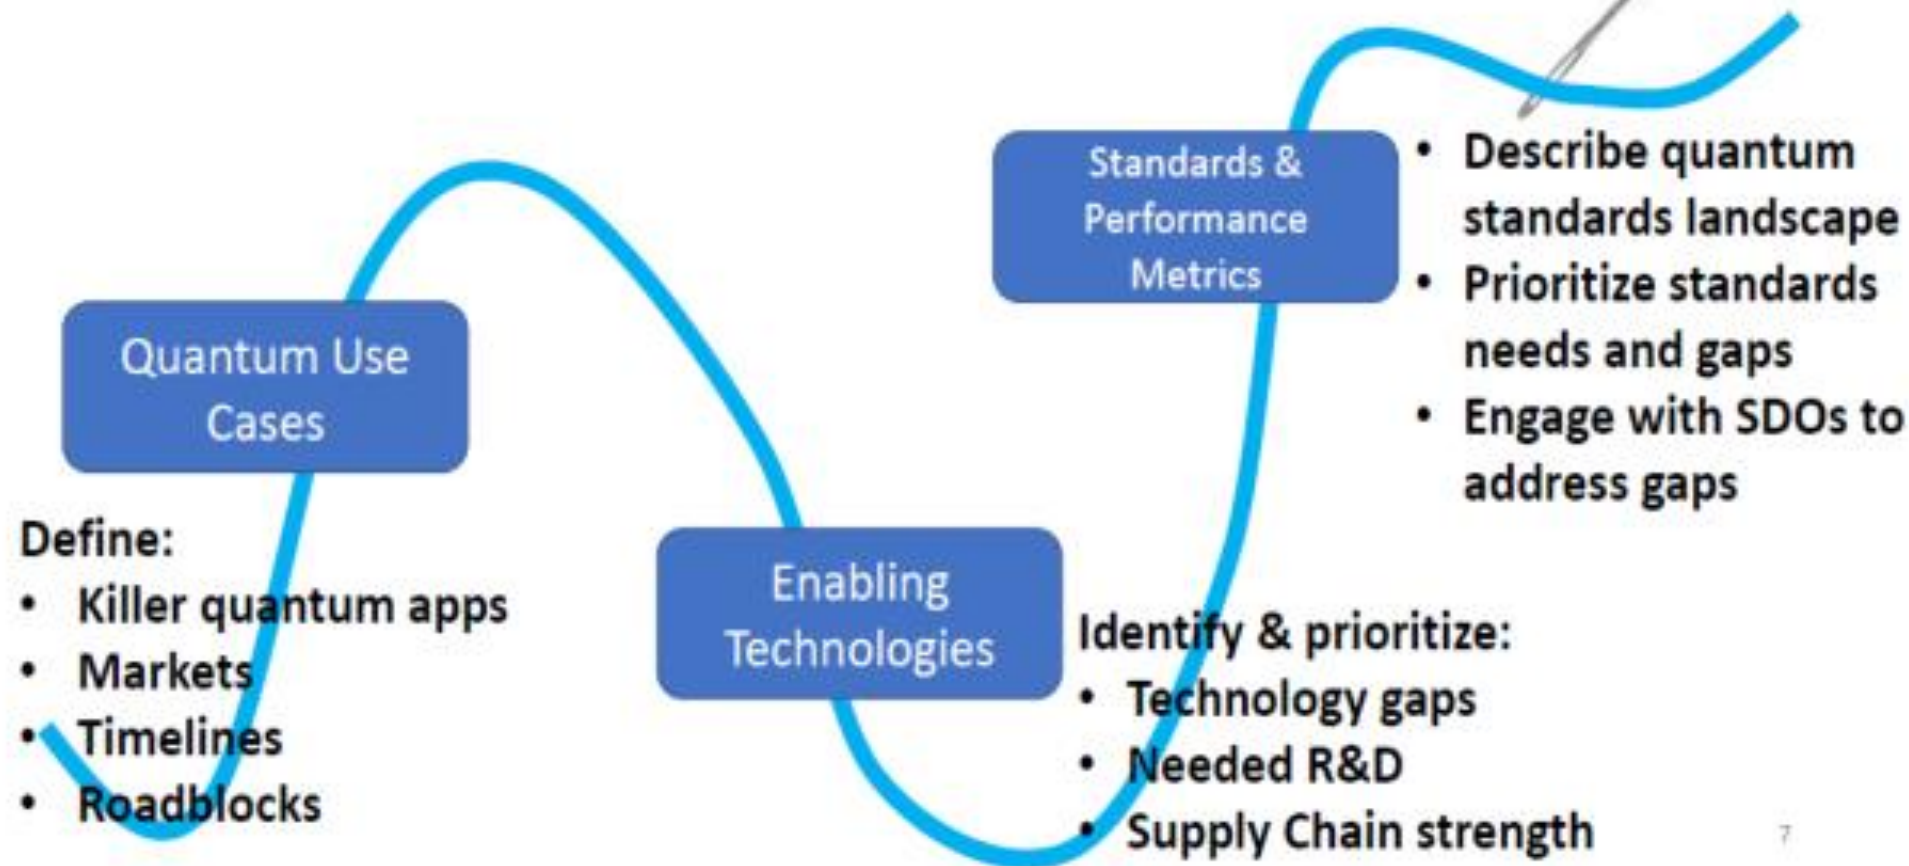 Quantum Use
Cases
Define:
• Killer quantum apps
• Markets
• Timelines
• Roadblocks
Enabling
Technologies
Identify & prioritize:
• Technology gaps
• Needed R&D
• Supply Chain strength
Standards &
Performance
Metrics
• Describe quantum
standards landscape
• Prioritize standards
needs and gaps
• Engage with SDOs to
address gaps
7